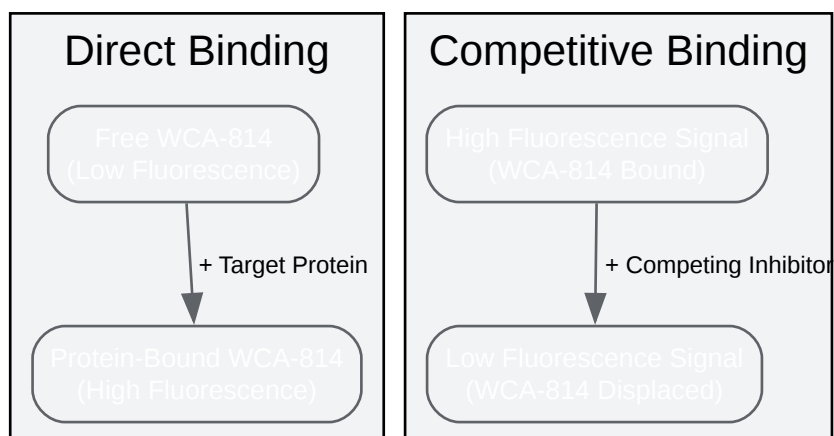 Direct Binding
Free WCA-814
(Low Fluorescence)
+ Target Protein
Protein-Bound WCA-814
(High Fluorescence)
Competitive Binding
High Fluorescence Signal
(WCA-814 Bound)
+ Competing Inhibitor
Low Fluorescence Signal
(WCA-814 Displaced)